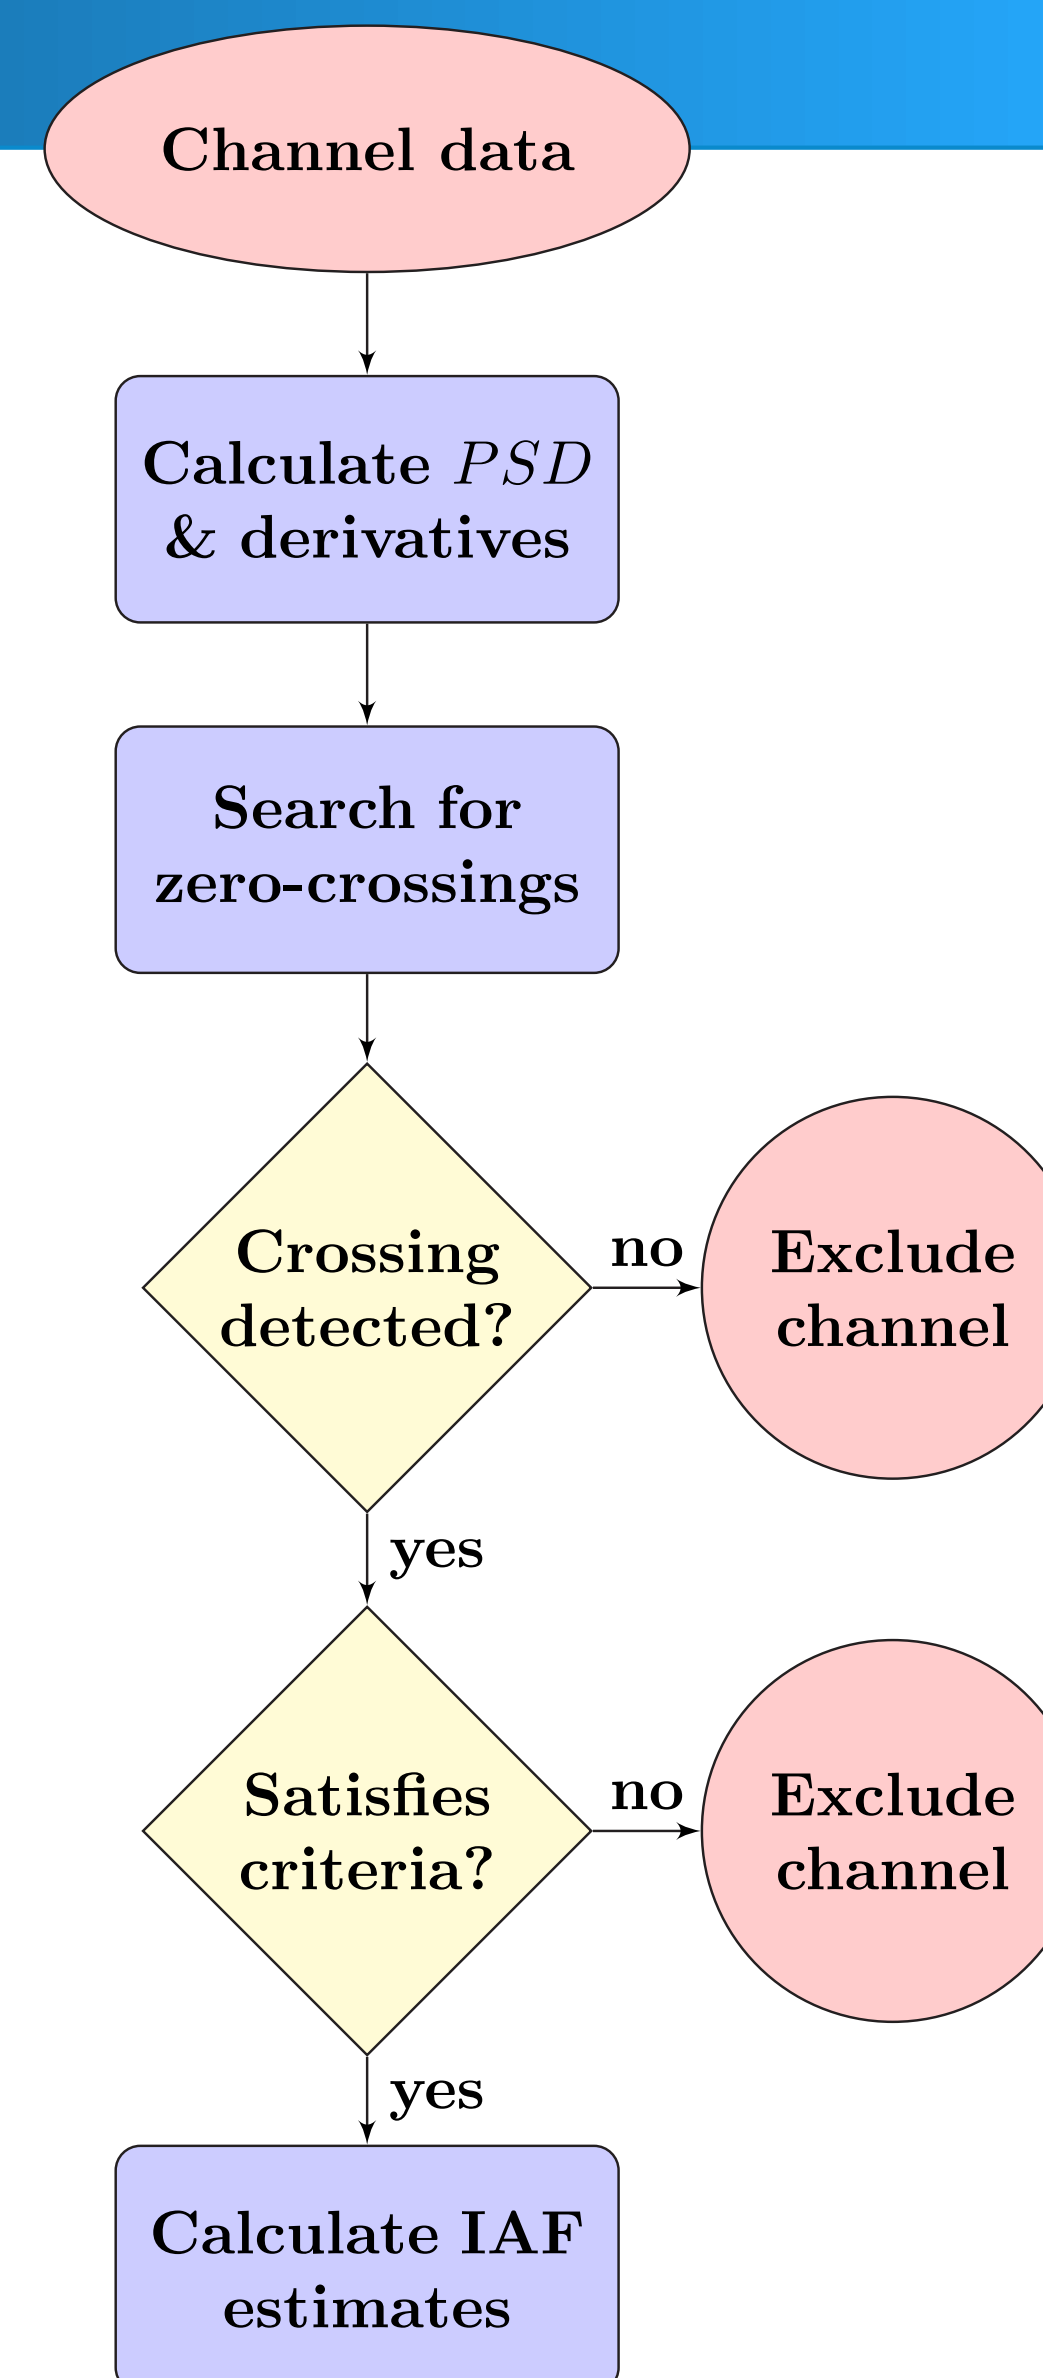 Channel data
Calculate PSD
& derivatives
Search for
zero-crossings
Crossing
detected?
no
Exclude
channel
yes
Satisfies
criteria?
no
Exclude
channel
yes
Calculate IAF
estimates